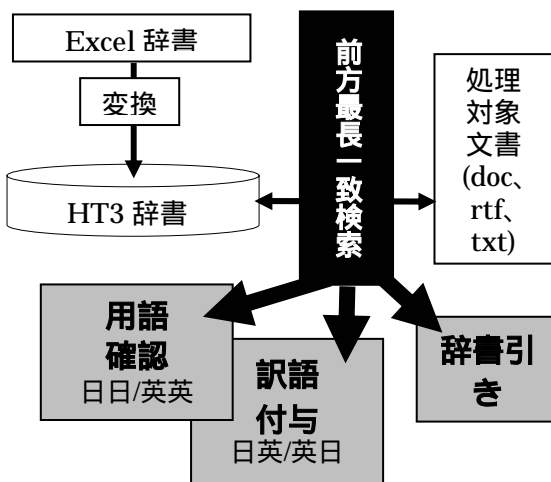 Excel 辞書
変換
HT3 辞書
前方最長一致検索
処理
対象
文書
(doc、
rtf、
txt)
用語
確認
日日/英英
訳語
付与
日英/英日
辞書引
き